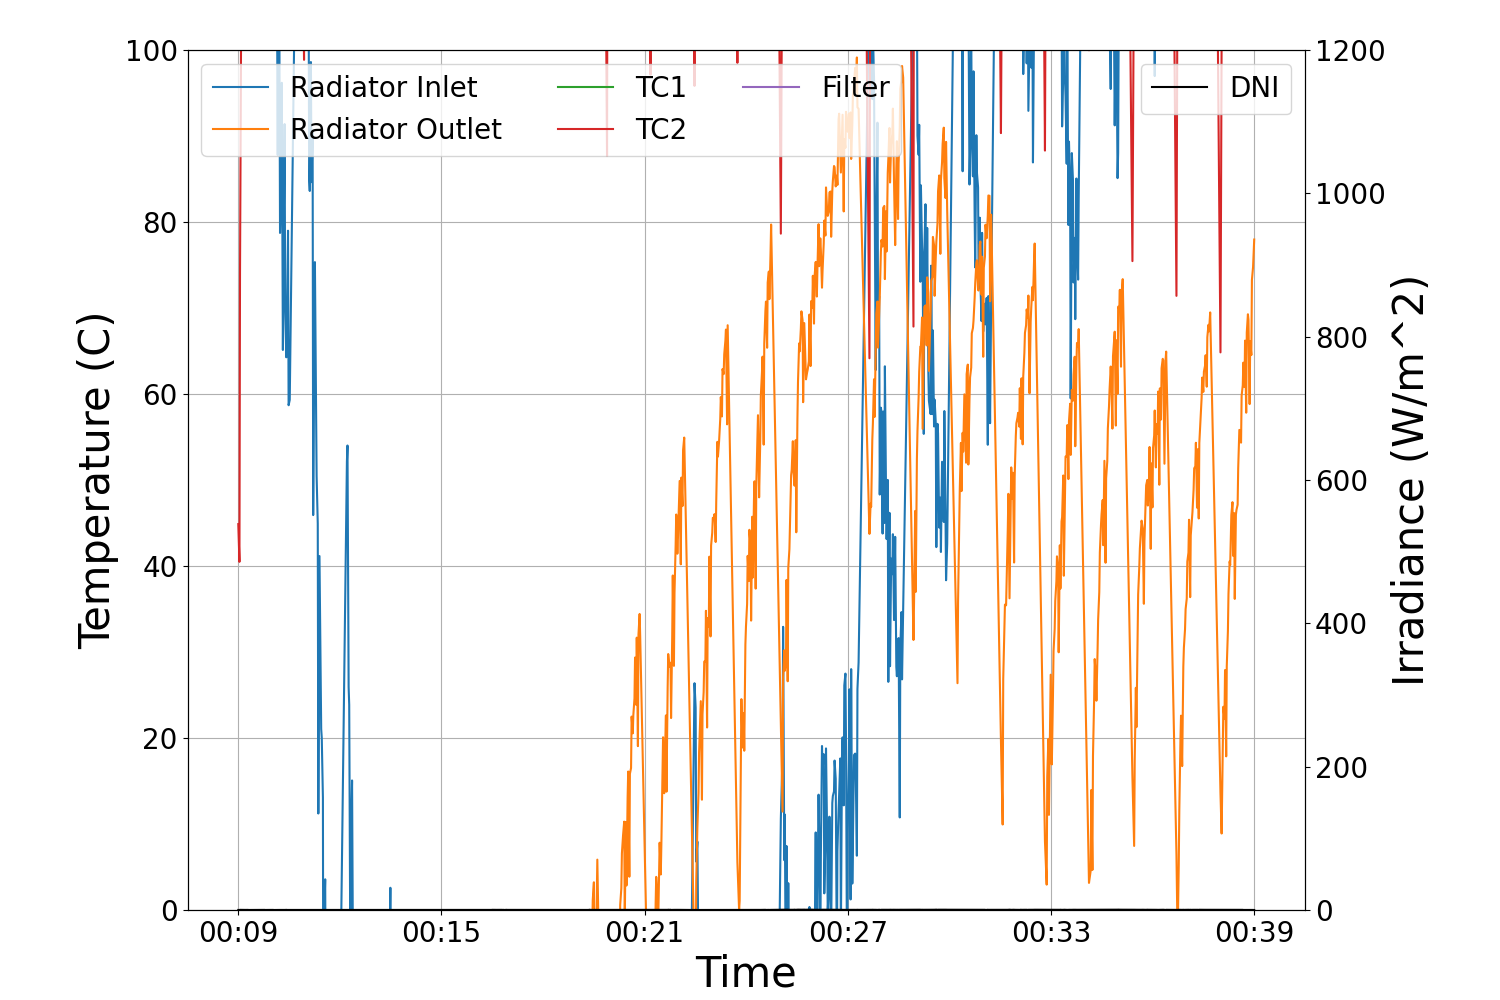 Radiator Inlet
Radiator Outlet
TC1
TC2
Filter
DNI
100
80
60
40
20
0
Temperature (C)
1200
1000
800
600
400
200
0
Irradiance (W/m^2)
00:09 00:15 00:21 00:27 00:33 00:39
Time